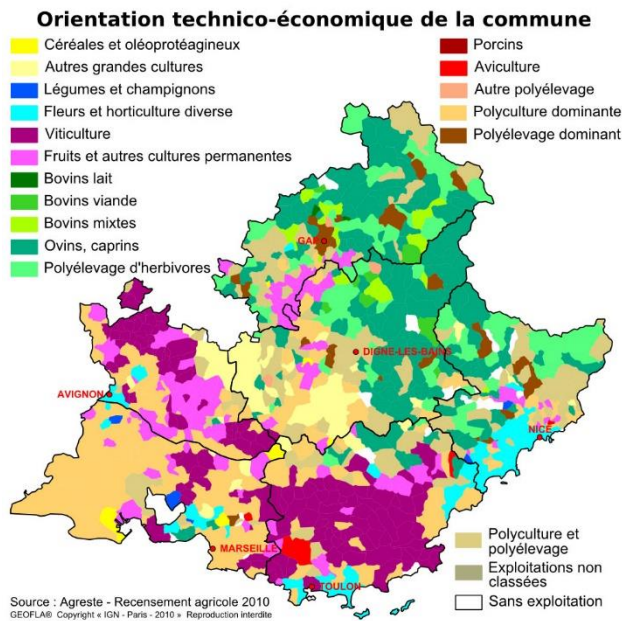 Orientation technico-économique de la commune
Céréales et oléoprotéagineux
Autres grandes cultures
Légumes et champignons
Fleurs et horticulture diverse
Viticulture
Fruits et autres cultures permanentes
Bovins lait
Bovins viande
Bovins mixtes
Ovins, caprins
Polyélevage d'herbivores
Porcins
Aviculture
Autre polyélevage
Polyculture dominante
Polyélevage dominant
GAP
DIGNE-LES-BAINS
AVIGNON
NICE
MARSEILLE
TOULON
Polyculture et
polyélevage
Exploitations non
classées
Sans exploitation
Source : Agreste - Recensement agricole 2010
GEOFLA® Copyright « IGN - Paris - 2010 » Reproduction interdite